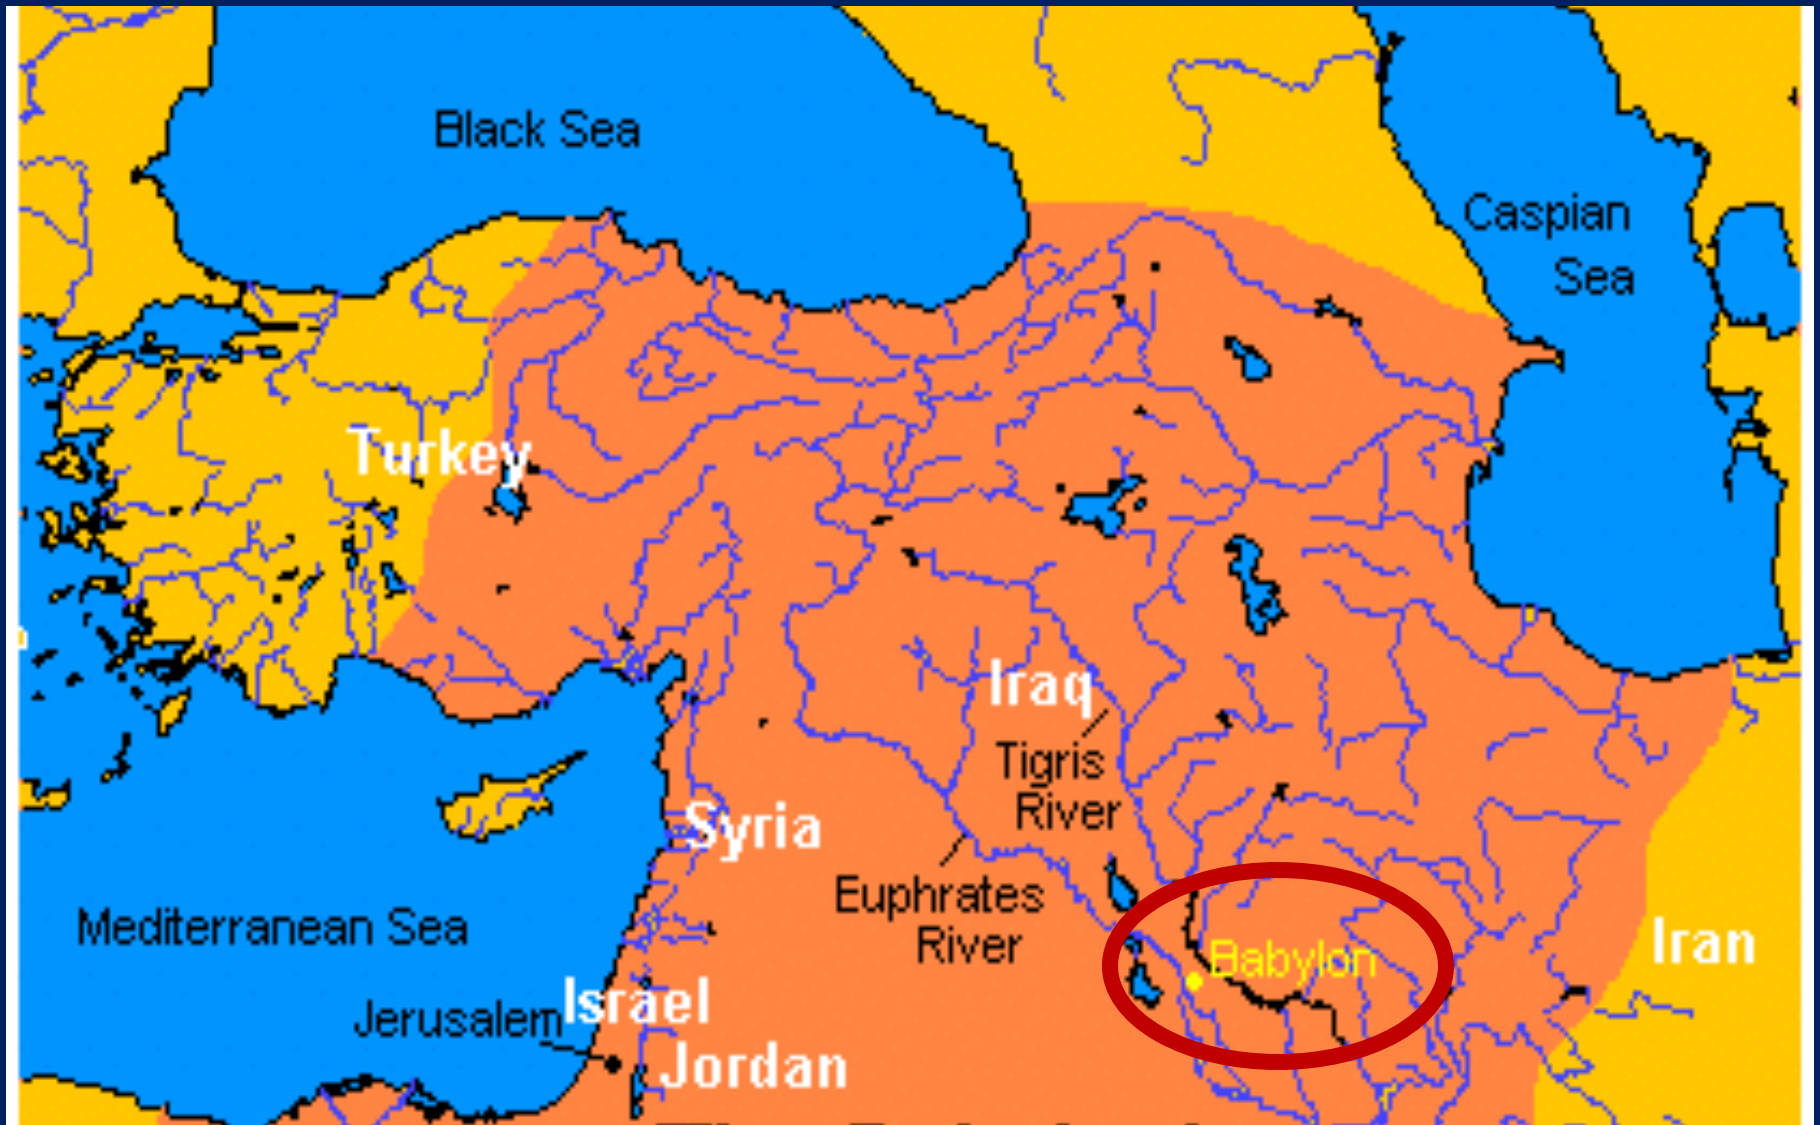 Black Sea
Caspian
Sea
Turkey
Iraq
Tigris
River
Syria
Euphrates
River
Mediterranean Sea
Babylon
Iran
Israel
Jerusalem
Jordan